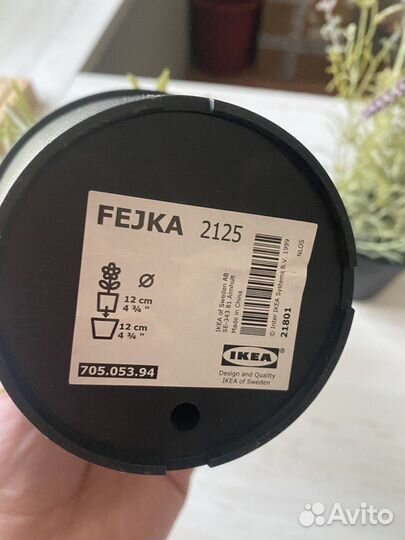 FEJKA 2125
12 cm
4 ¾ "
12 cm
4 ¾ "
705.053.94
IKEA of Sweden AB
SE-343 81 Älmhult
Made in China
21801
© Inter IKEA Systems B.V. 1999
NLOS
IKEA
®
Design and Quality
IKEA of Sweden
Avito